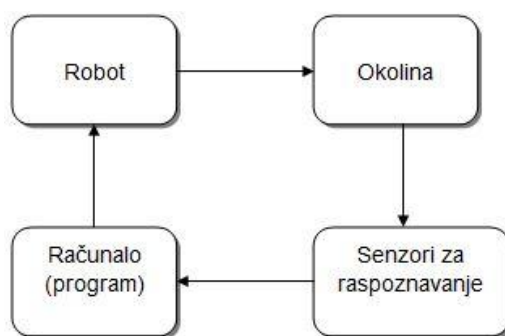 Robot
Okolina
Računalo
(program)
Senzori za
raspoznavanje